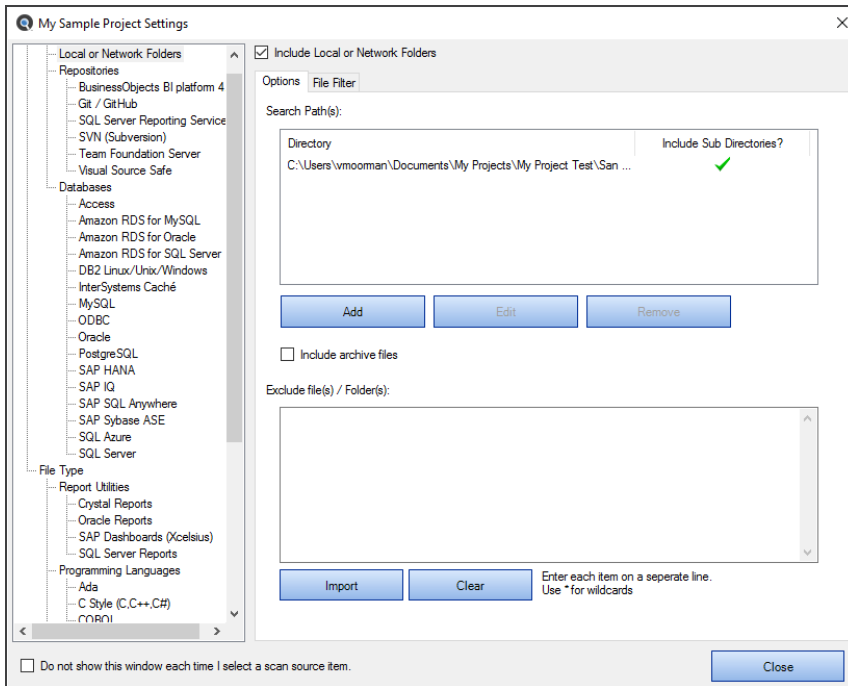 My Sample Project Settings
Local or Network Folders
Repositories
BusinessObjects BI platform 4
Git / GitHub
SQL Server Reporting Service
SVN (Subversion)
Team Foundation Server
Visual Source Safe
Databases
Access
Amazon RDS for MySQL
Amazon RDS for Oracle
Amazon RDS for SQL Server
DB2 Linux/Unix/Windows
InterSystems Caché
MySQL
ODBC
Oracle
PostgreSQL
SAP HANA
SAP IQ
SAP SQL Anywhere
SAP Sybase ASE
SQL Azure
SQL Server
File Type
Report Utilities
Crystal Reports
Oracle Reports
SAP Dashboards (Xcelsius)
SQL Server Reports
Programming Languages
Ada
C Style (C,C++,C#)
COBOL
Include Local or Network Folders
Options File Filter
Search Path(s):
Directory Include Sub Directories?
C:\Users\vmoorman\Documents\My Projects\My Project Test\San ...
Add Edit Remove
Include archive files
Exclude file(s) / Folder(s):
Import Clear
Enter each item on a seperate line.
Use * for wildcards
Do not show this window each time I select a scan source item.
Close